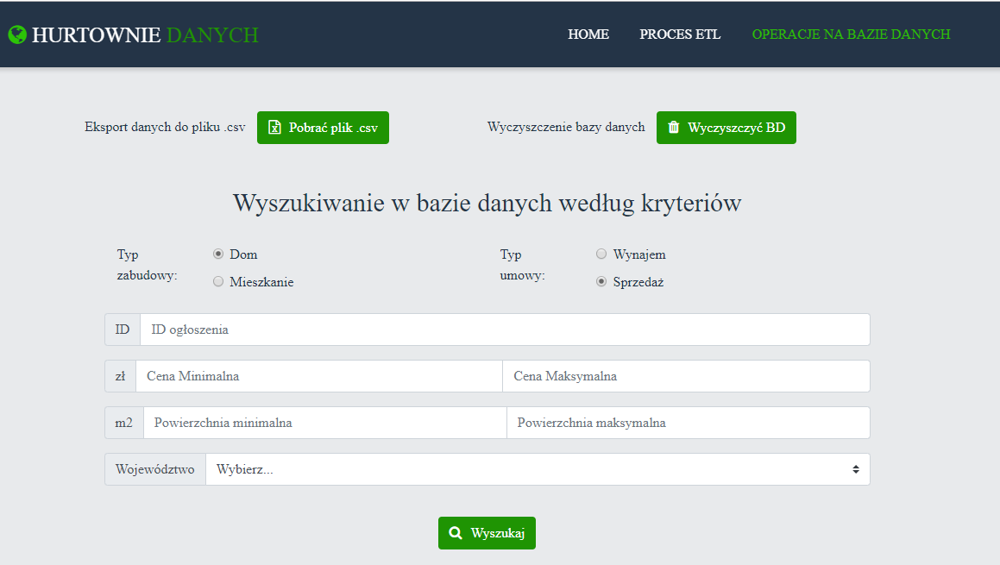 HURTOWNIE DANYCH
HOME PROCES ETL OPERACJE NA BAZIE DANYCH
Eksport danych do pliku .csv Pobrać plik .csv Wyczyszczenie bazy danych Wyczyszczyć BD
Wyszukiwanie w bazie danych według kryteriów
Typ zabudowy:
Dom
Mieszkanie
Typ umowy:
Wynajem
Sprzedaż
ID ID ogłoszenia
zł Cena Minimalna Cena Maksymalna
m2 Powierzchnia minimalna Powierzchnia maksymalna
Województwo Wybierz...
Wyszukaj